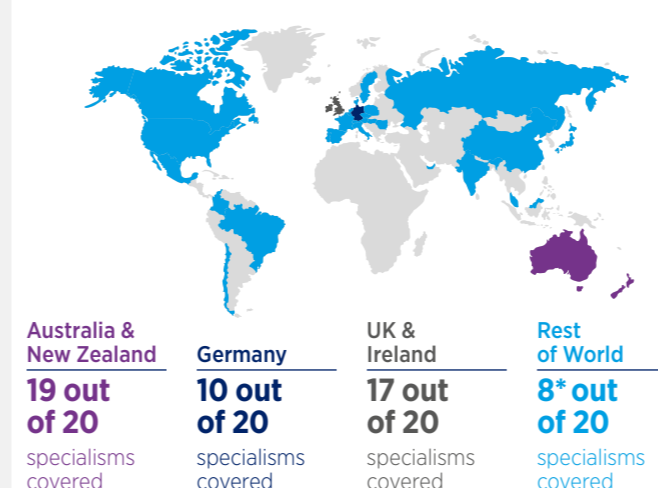 Australia &
New Zealand
19 out
of 20
specialisms
covered
Germany
10 out
of 20
specialisms
covered
UK &
Ireland
17 out
of 20
specialisms
covered
Rest
of World
8* out
of 20
specialisms
covered